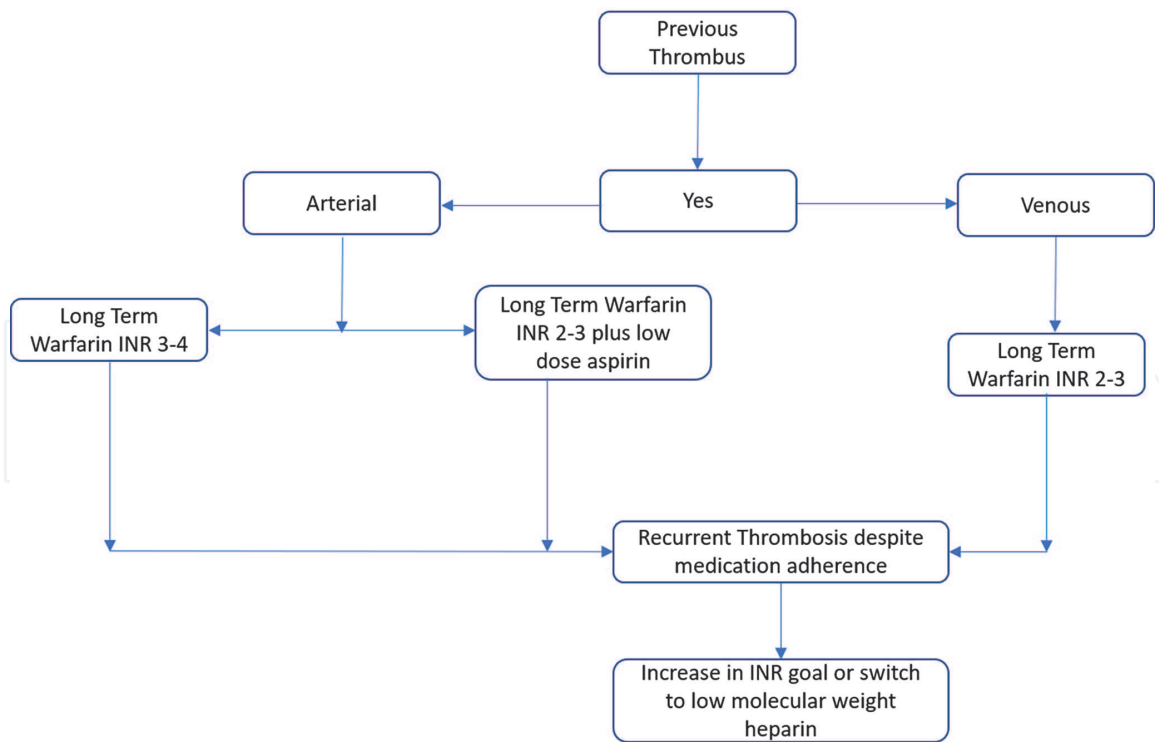 Previous
Thrombus
Arterial
Yes
Venous
Long Term
Warfarin INR 3-4
Long Term Warfarin
INR 2-3 plus low
dose aspirin
Long Term
Warfarin INR 2-3
Recurrent Thrombosis despite
medication adherence
Increase in INR goal or switch
to low molecular weight
heparin